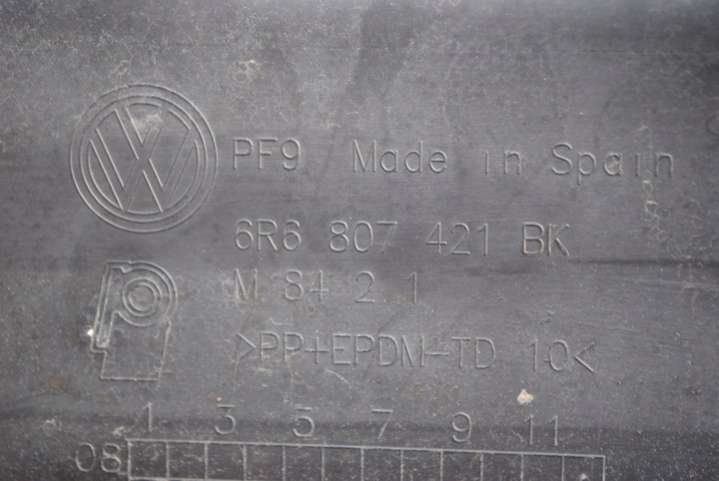 PF9 Made in Spain
6R6 807 421 BK
M 84 2 1
>PP+EPDM-TD 10<
1 3 5 7 9 11
08